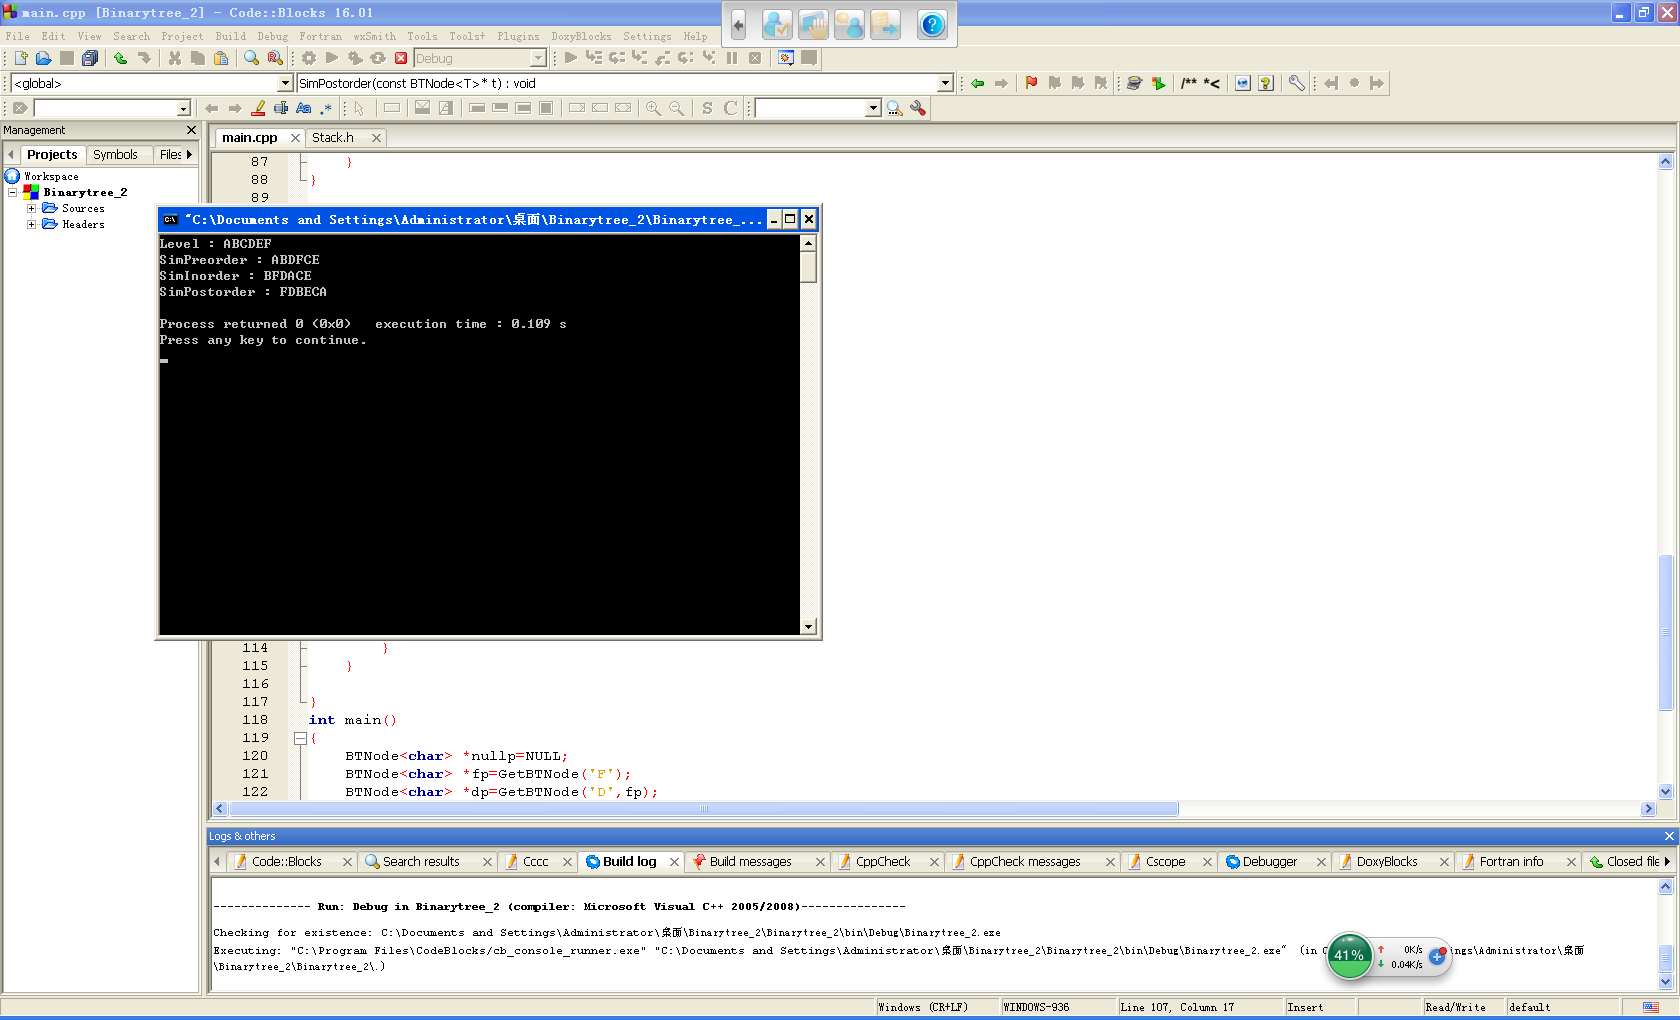 main.cpp [Binarytree_2] - Code::Blocks 16.01
File Edit View Search Project Build Debug Fortran wxSmith Tools Tools+ Plugins DoxyBlocks Settings Help
Debug
<global> SimPostorder(const BTNode<T>* t) : void
/** *<
Aa .* S C
Management
main.cpp Stack.h
Projects Symbols Files
Workspace
Binarytree_2
Sources
Headers
87 }
88 }
89
"C:\Documents and Settings\Administrator\桌面\Binarytree_2\Binarytree_...
Level : ABCDEF
SimPreorder : ABDFCE
SimInorder : BFDACE
SimPostorder : FDBECA
Process returned 0 (0x0)   execution time : 0.109 s
Press any key to continue.
114 }
115 }
116
117 }
118 int main()
119 {
120 BTNode<char> *nullp=NULL;
121 BTNode<char> *fp=GetBTNode('F');
122 BTNode<char> *dp=GetBTNode('D',fp);
Logs & others
Code::Blocks Search results Cccc Build log Build messages CppCheck CppCheck messages Cscope Debugger DoxyBlocks Fortran info Closed file
-------------- Run: Debug in Binarytree_2 (compiler: Microsoft Visual C++ 2005/2008)---------------
Checking for existence: C:\Documents and Settings\Administrator\桌面\Binarytree_2\Binarytree_2\bin\Debug\Binarytree_2.exe
Executing: "C:\Program Files\CodeBlocks/cb_console_runner.exe" "C:\Documents and Settings\Administrator\桌面\Binarytree_2\Binarytree_2\bin\Debug\Binarytree_2.exe" (in ngs\Administrator\桌面
\Binarytree_2\Binarytree_2\.)
41% 0K/s
0.04K/s
Windows (CR+LF) WINDOWS-936 Line 107, Column 17 Insert Read/Write default